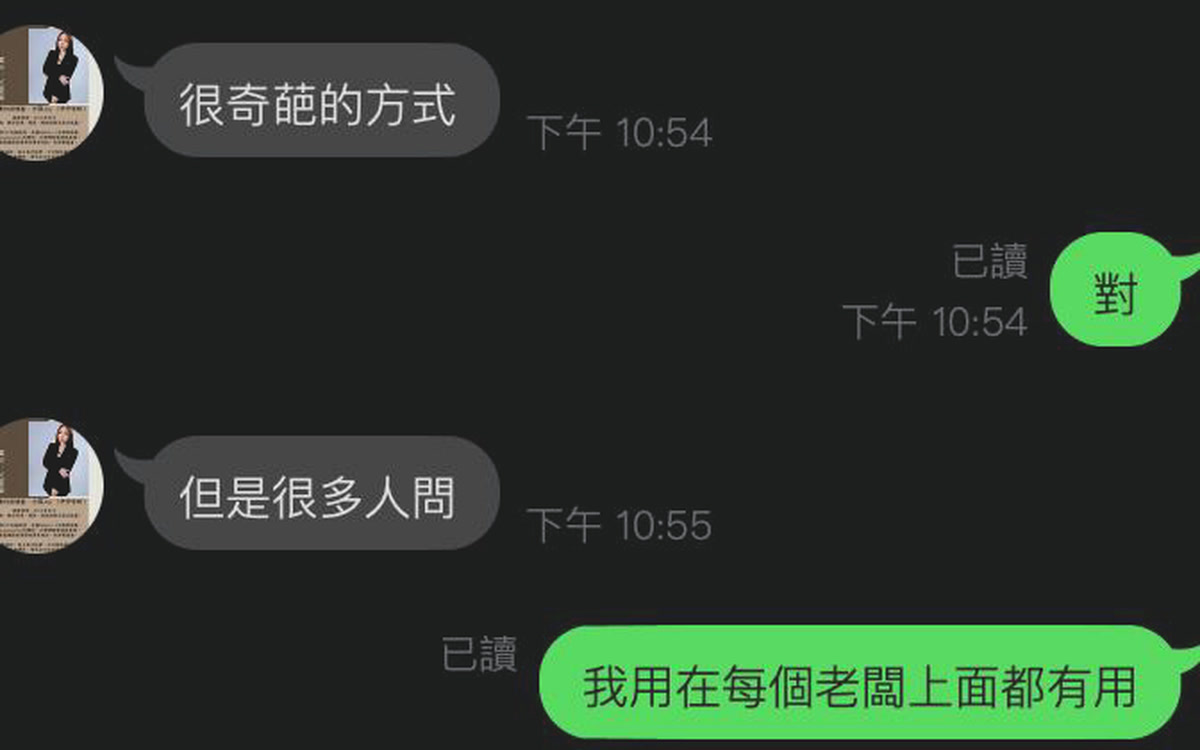 很奇葩的方式
下午 10:54
已讀
下午 10:54
對
但是很多人問
下午 10:55
已讀
我用在每個老闆上面都有用